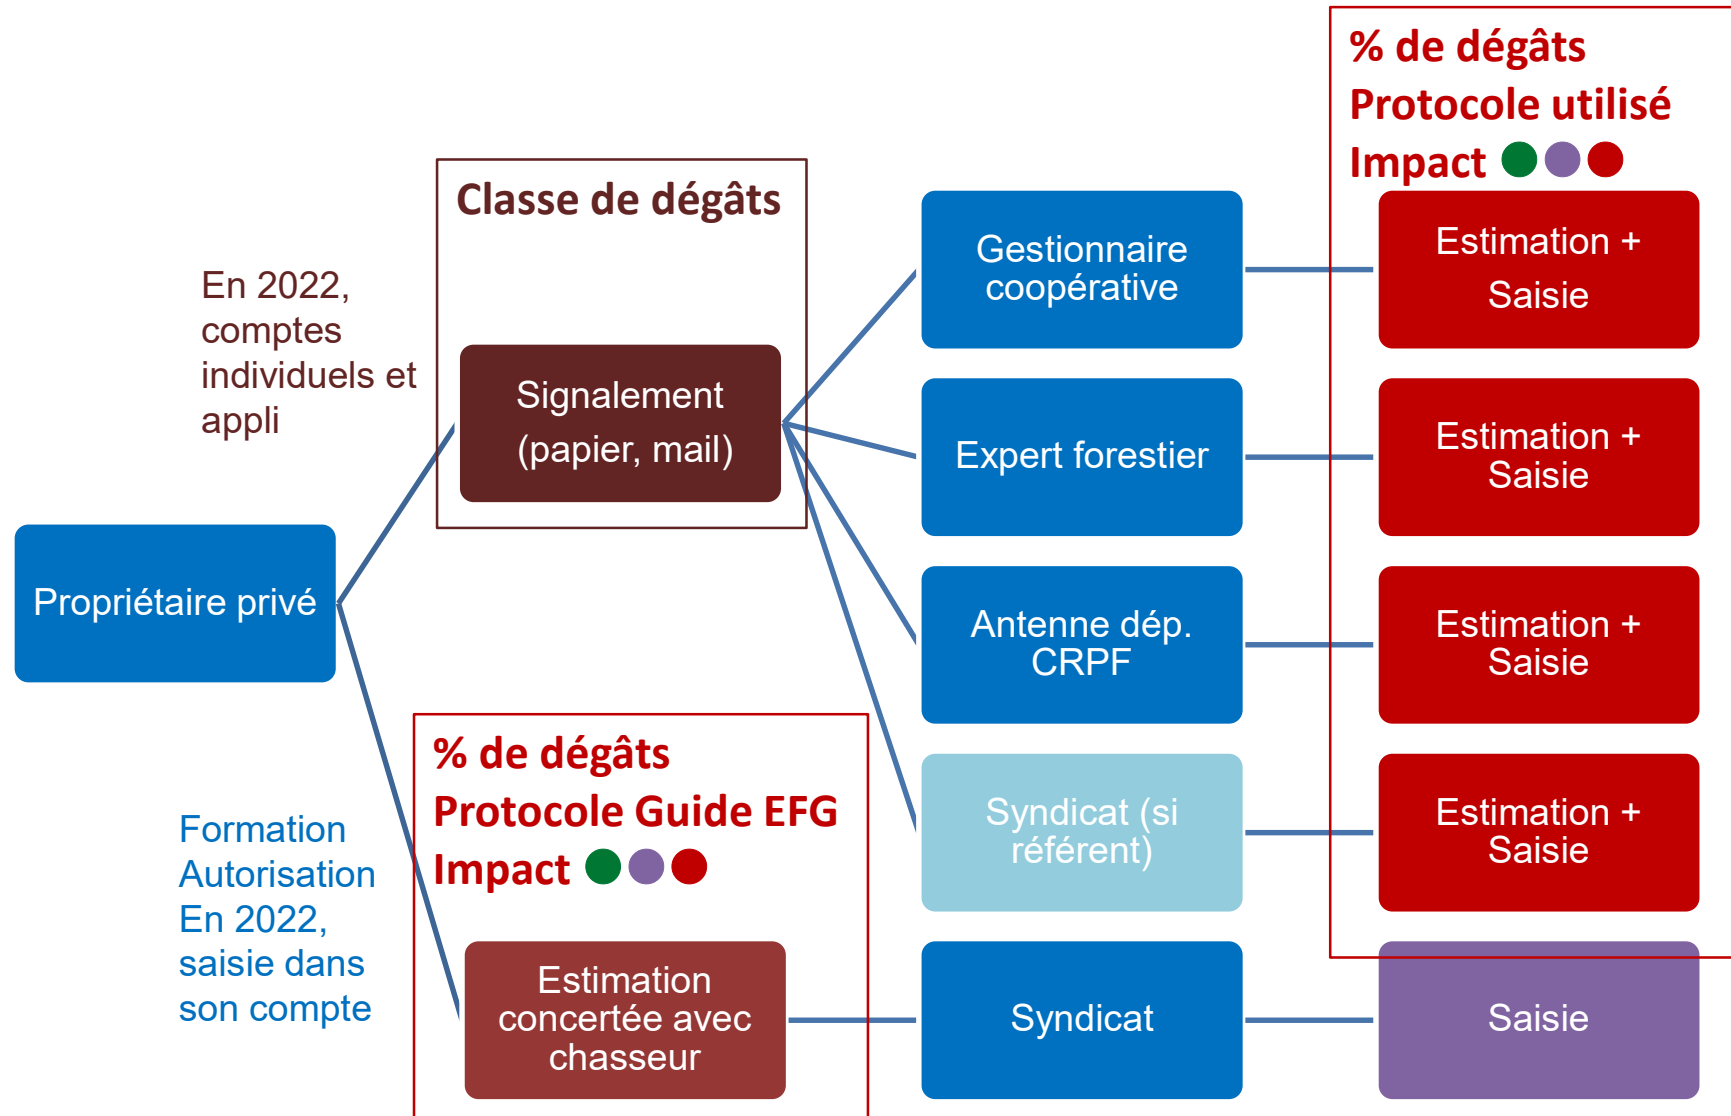 % de dégâts
Protocole utilisé
Impact
Classe de dégâts
En 2022,
comptes
individuels et
appli
Signalement
(papier, mail)
Gestionnaire
coopérative
Estimation +
Saisie
Expert forestier
Estimation +
Saisie
Propriétaire privé
Antenne dép.
CRPF
Estimation +
Saisie
% de dégâts
Protocole Guide EFG
Impact
Syndicat (si
référent)
Estimation +
Saisie
Formation
Autorisation
En 2022,
saisie dans
son compte
Estimation
concertée avec
chasseur
Syndicat
Saisie